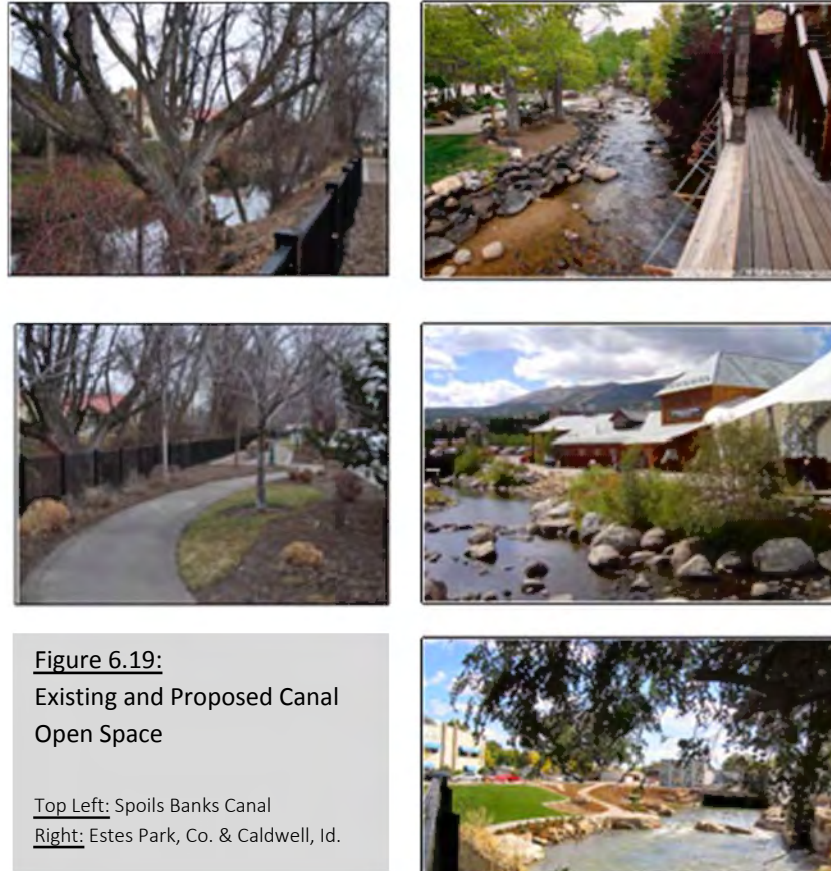 Figure 6.19:
Existing and Proposed Canal
Open Space
Top Left: Spoils Banks Canal
Right: Estes Park, Co. & Caldwell, Id.